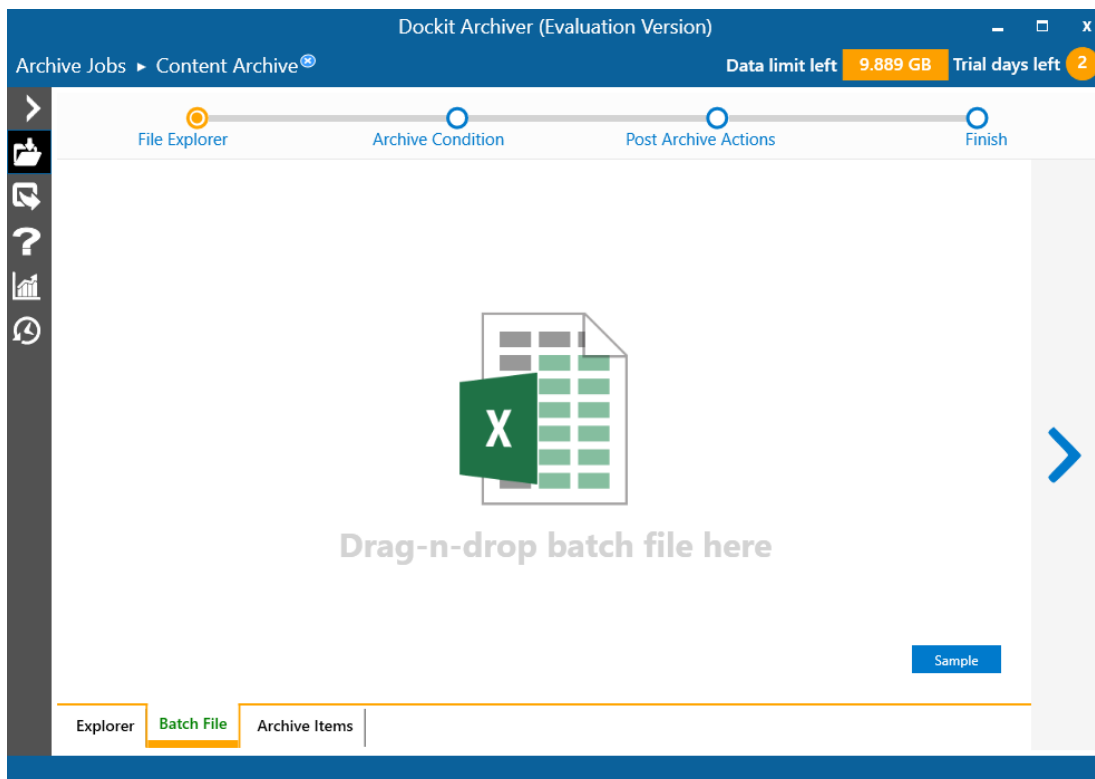 Dockit Archiver (Evaluation Version)
x
Archive Jobs ► Content Archive
Data limit left 9.889 GB Trial days left 2
File Explorer Archive Condition Post Archive Actions Finish
?
X
Drag-n-drop batch file here
Sample
Explorer Batch File Archive Items